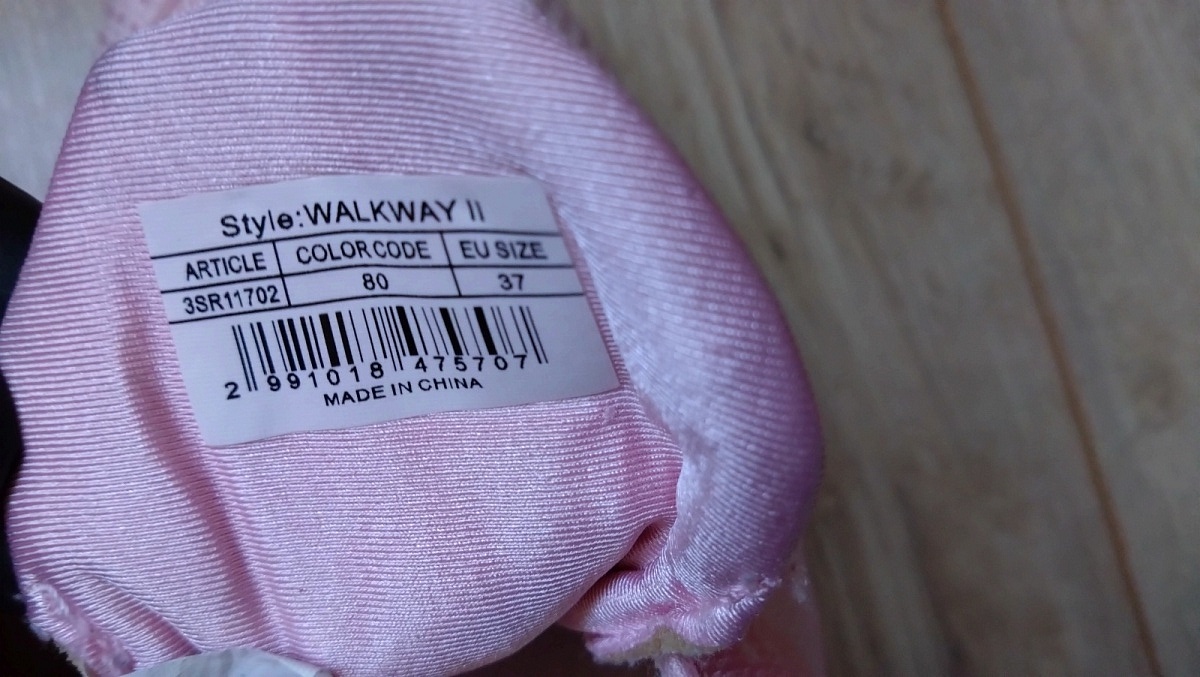 Style:WALKWAY II
ARTICLE COLOR CODE EU SIZE
3SR11702 80 37
2 991018 475707
MADE IN CHINA